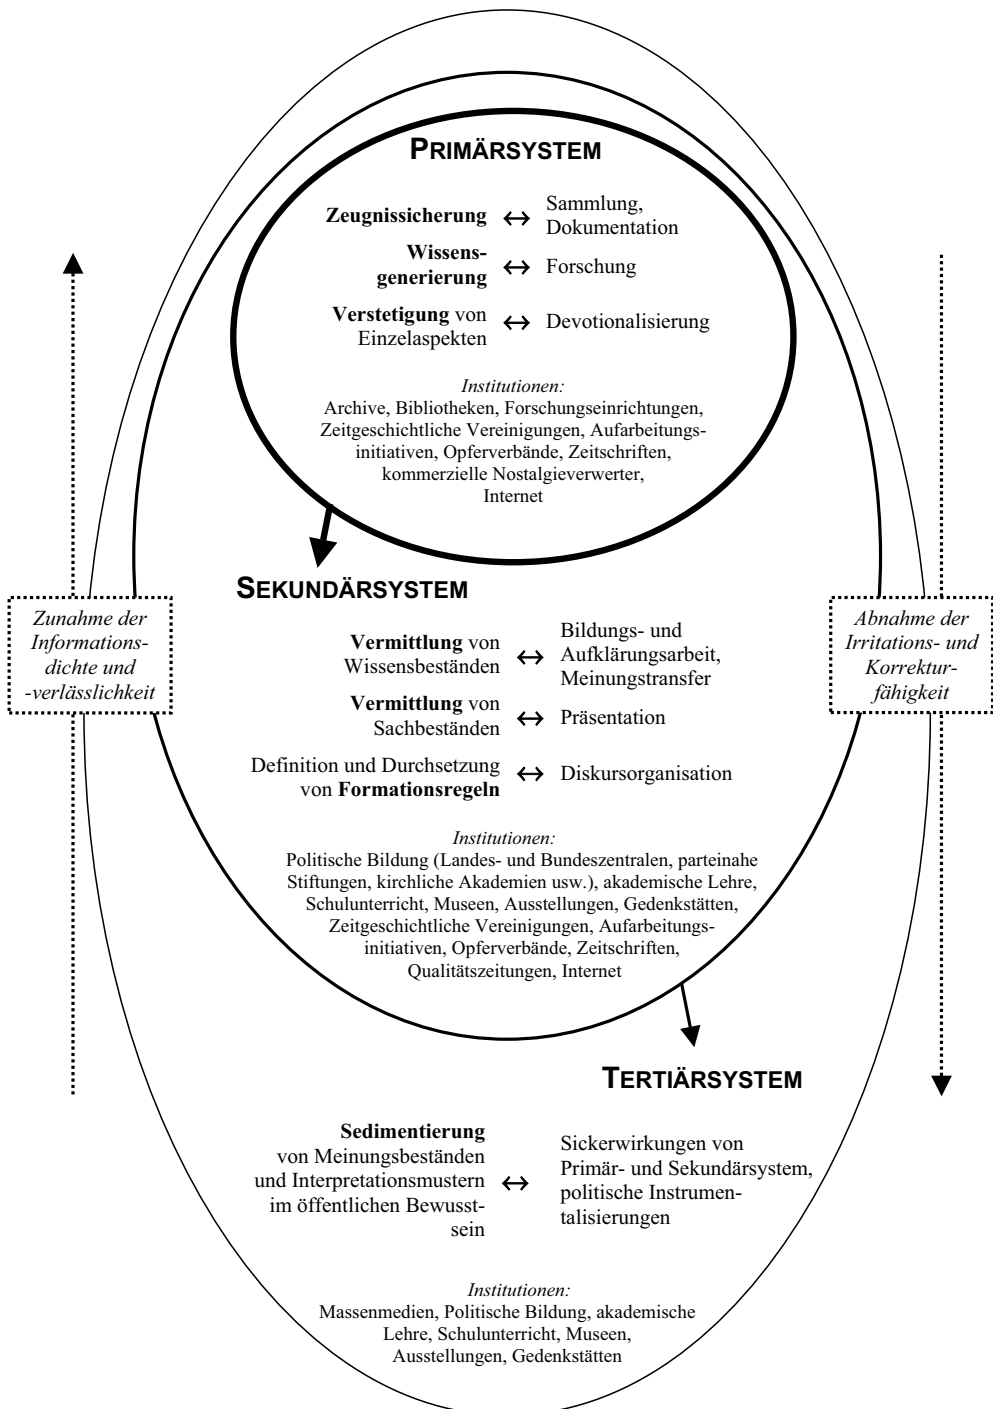 PRIMÄRSYSTEM
Zeugnissicherung ↔ Sammlung,
Dokumentation
Wissens-
generierung ↔ Forschung
Verstetigung von
Einzelaspekten ↔ Devotionalisierung
Institutionen:
Archive, Bibliotheken, Forschungseinrichtungen,
Zeitgeschichtliche Vereinigungen, Aufarbeitungs-
initiativen, Opferverbände, Zeitschriften,
kommerzielle Nostalgieverwerter,
Internet
SEKUNDÄRSYSTEM
Zunahme der
Informations-
dichte und
-verlässlichkeit
Vermittlung von
Wissensbeständen ↔ Bildungs- und
Aufklärungsarbeit,
Meinungstransfer
Abnahme der
Irritations- und
Korrektur-
fähigkeit
Vermittlung von
Sachbeständen ↔ Präsentation
Definition und Durchsetzung
von Formationsregeln ↔ Diskursorganisation
Institutionen:
Politische Bildung (Landes- und Bundeszentralen, parteinahe
Stiftungen, kirchliche Akademien usw.), akademische Lehre,
Schulunterricht, Museen, Ausstellungen, Gedenkstätten,
Zeitgeschichtliche Vereinigungen, Aufarbeitungs-
initiativen, Opferverbände, Zeitschriften,
Qualitätszeitungen, Internet
TERTIÄRSYSTEM
Sedimentierung
von Meinungsbeständen
und Interpretationsmustern
im öffentlichen Bewusst-
sein ↔ Sickerwirkungen von
Primär- und Sekundärsystem,
politische Instrumen-
talisierungen
Institutionen:
Massenmedien, Politische Bildung, akademische
Lehre, Schulunterricht, Museen,
Ausstellungen, Gedenkstätten